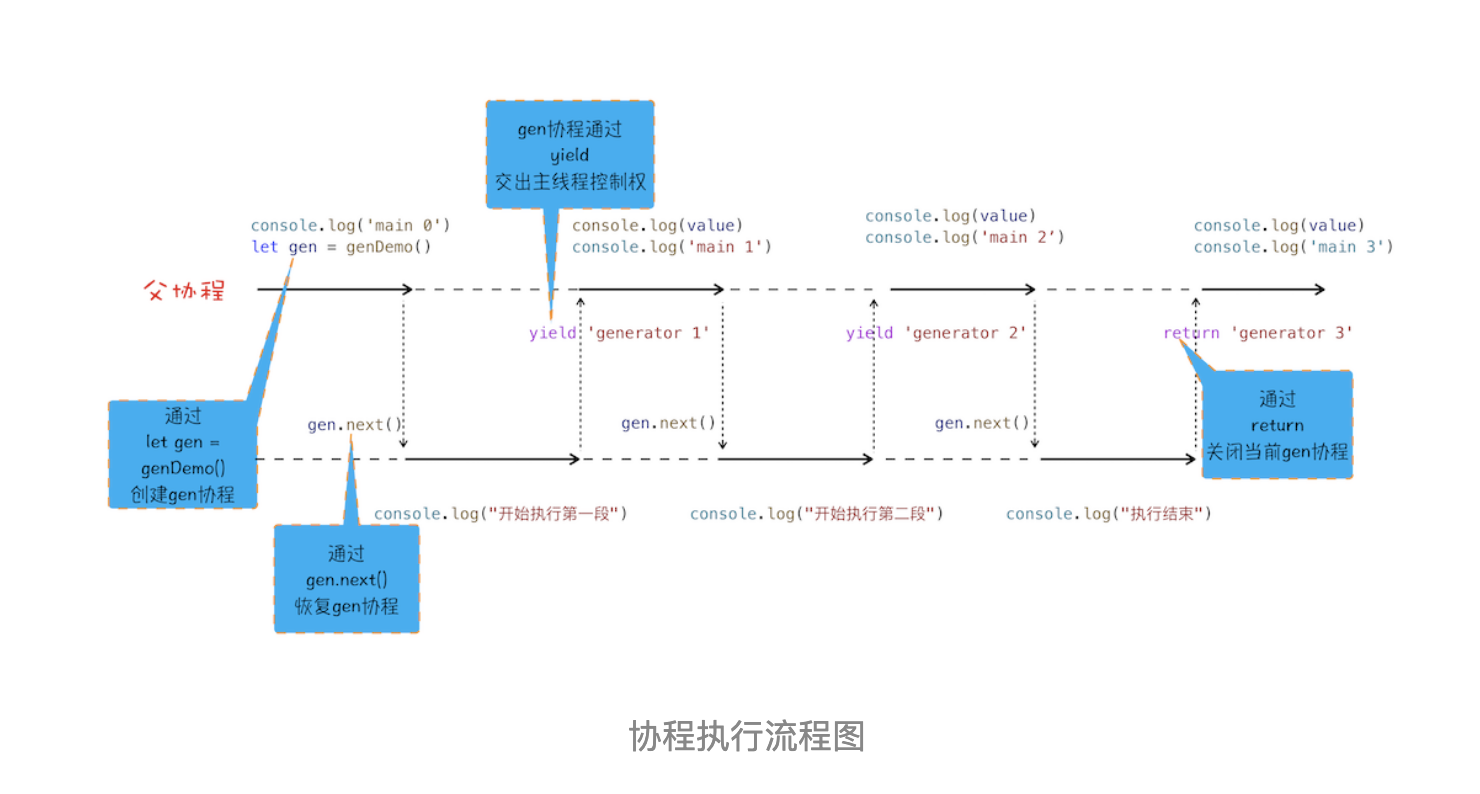 gen协程通过
yield
交出主线程控制权
console.log('main 0')
let gen = genDemo()
console.log(value)
console.log('main 1')
console.log(value)
console.log('main 2')
console.log(value)
console.log('main 3')
父协程
yield 'generator 1'
yield 'generator 2'
return 'generator 3'
通过
let gen =
genDemo()
创建gen协程
gen.next()
gen.next()
gen.next()
通过
return
关闭当前gen协程
console.log("开始执行第一段")
console.log("开始执行第二段")
console.log("执行结束")
通过
gen.next()
恢复gen协程
协程执行流程图